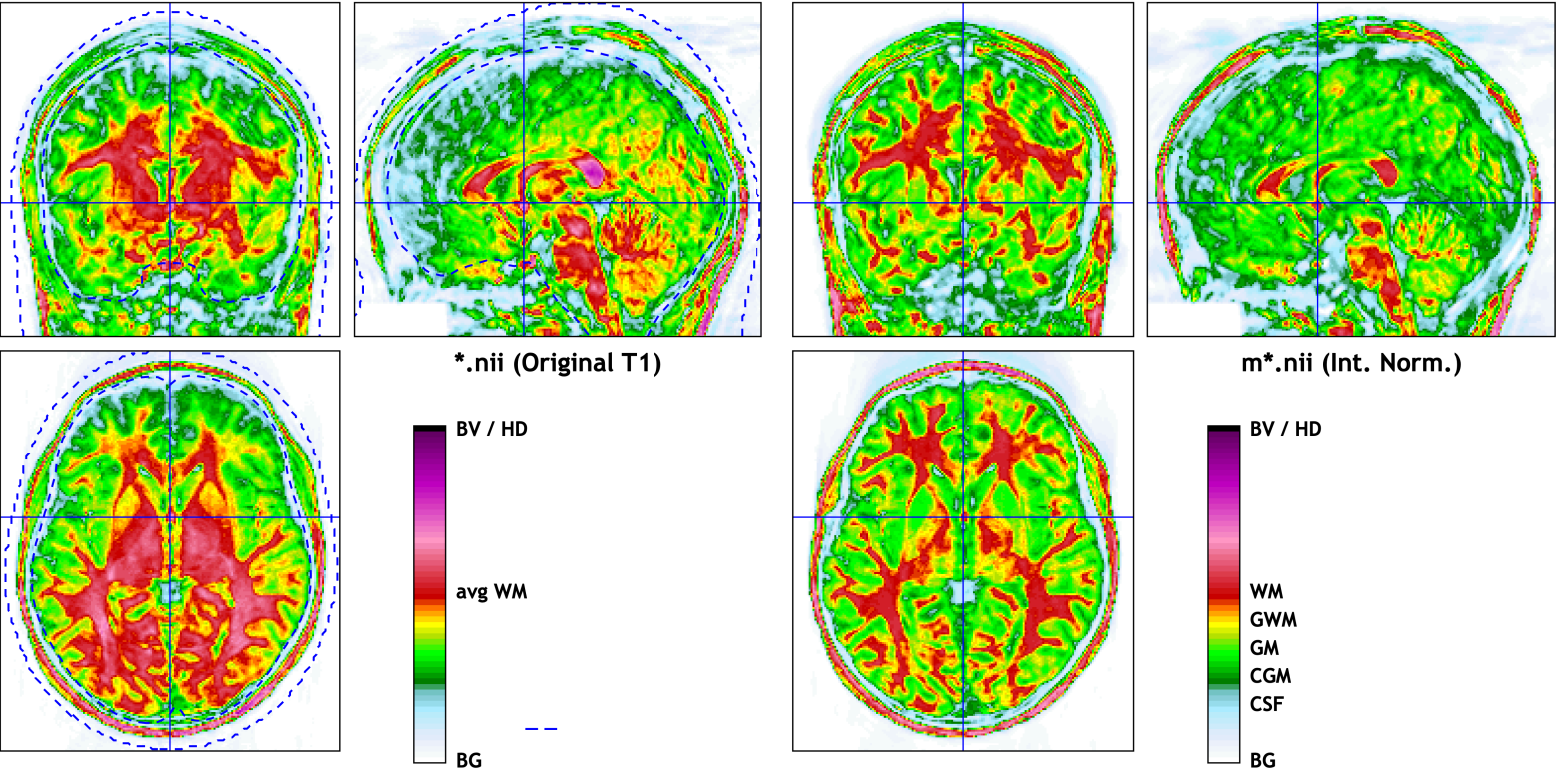 *.nii (Original T1)
BV / HD
avg WM
BG
m*.nii (Int. Norm.)
BV / HD
WM
GWM
GM
CGM
CSF
BG